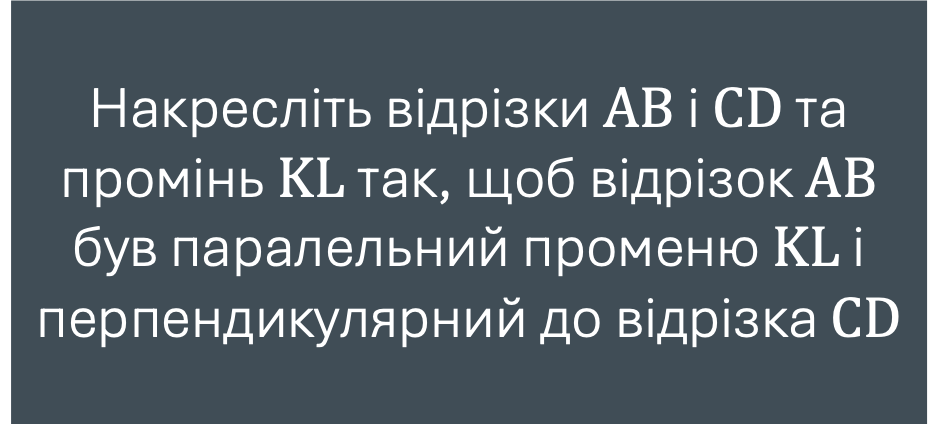 Накресліть відрізки AB і CD та
промінь KL так, щоб відрізок AB
був паралельний променю KL і
перпендикулярний до відрізка CD